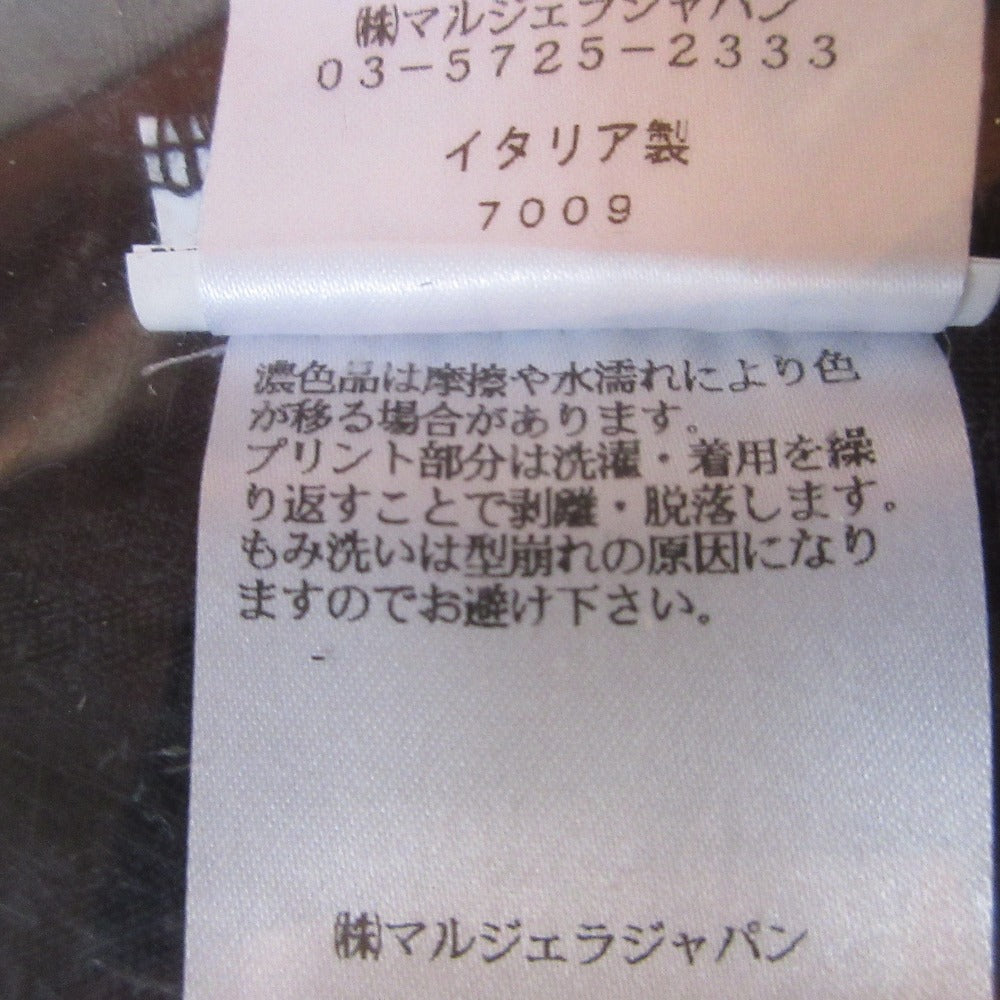 ㈱マルジェラジャパン
03-5725-2333
イタリア製
7009
濃色品は摩擦や水濡れにより色
が移る場合があります。
プリント部分は洗濯・着用を繰
り返すことで剥離・脱落します。
もみ洗いは型崩れの原因になり
ますのでお避け下さい。
㈱マルジェラジャパン